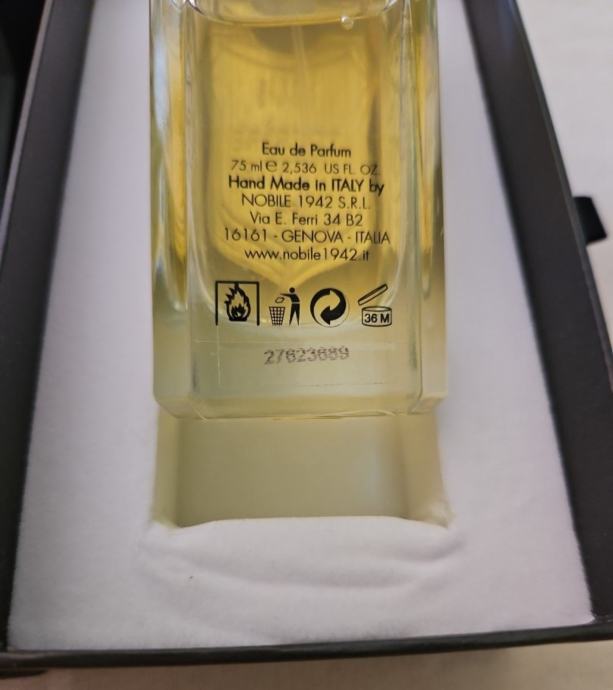 Eau de Parfum
75 ml e 2,536 US FL. OZ.
Hand Made in ITALY by
NOBILE 1942 S.R.L.
Via E. Ferri 34 B2
16161 - GENOVA - ITALIA
www.nobile1942.it
36 M
27623689